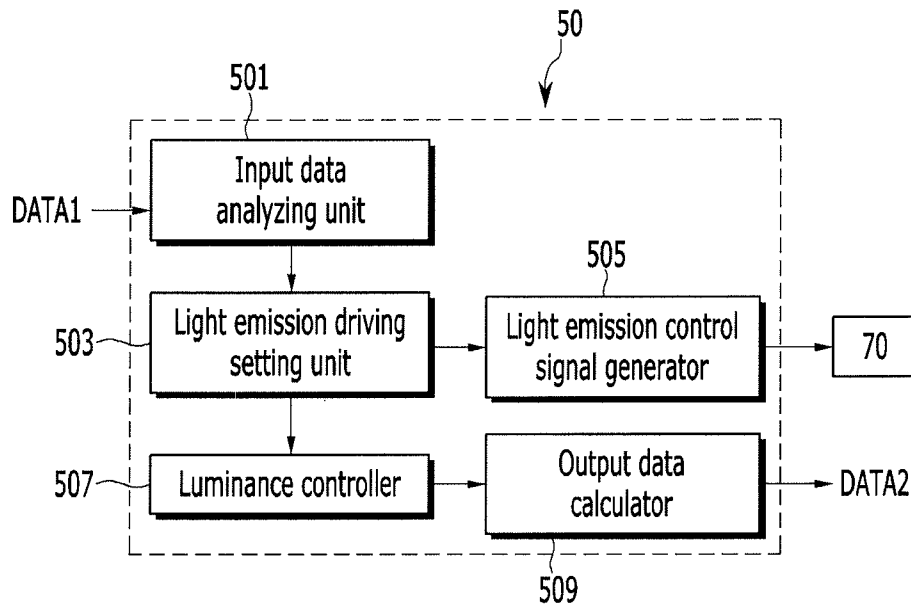 50
501
Input data
analyzing unit
DATA1
505
503
Light emission driving
setting unit
Light emission control
signal generator
70
507
Luminance controller
Output data
calculator
DATA2
509